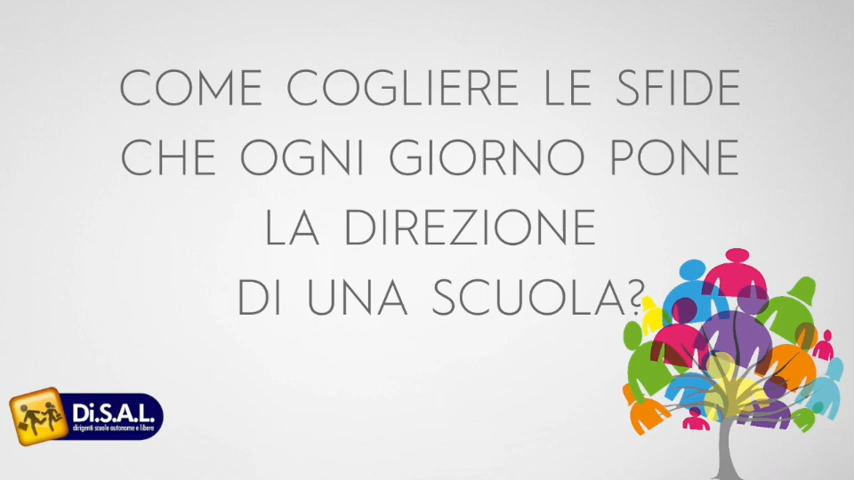 COME COGLIERE LE SFIDE
CHE OGNI GIORNO PONE
LA DIREZIONE
DI UNA SCUOLA?
Di.S.A.L.
dirigenti scuole autonome e libere